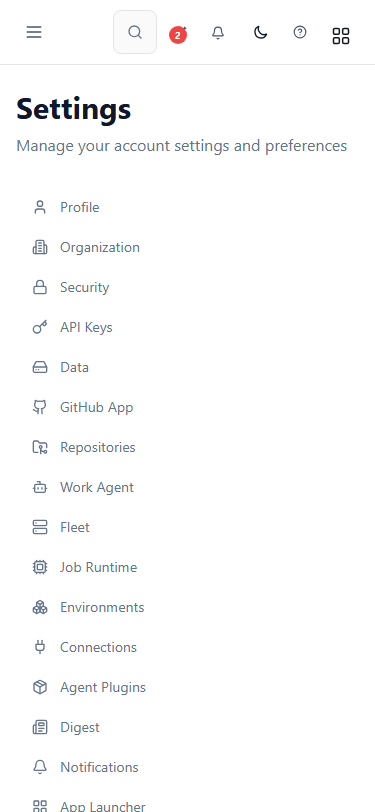 2
Settings
Manage your account settings and preferences
Profile
Organization
Security
API Keys
Data
GitHub App
Repositories
Work Agent
Fleet
Job Runtime
Environments
Connections
Agent Plugins
Digest
Notifications
App Launcher